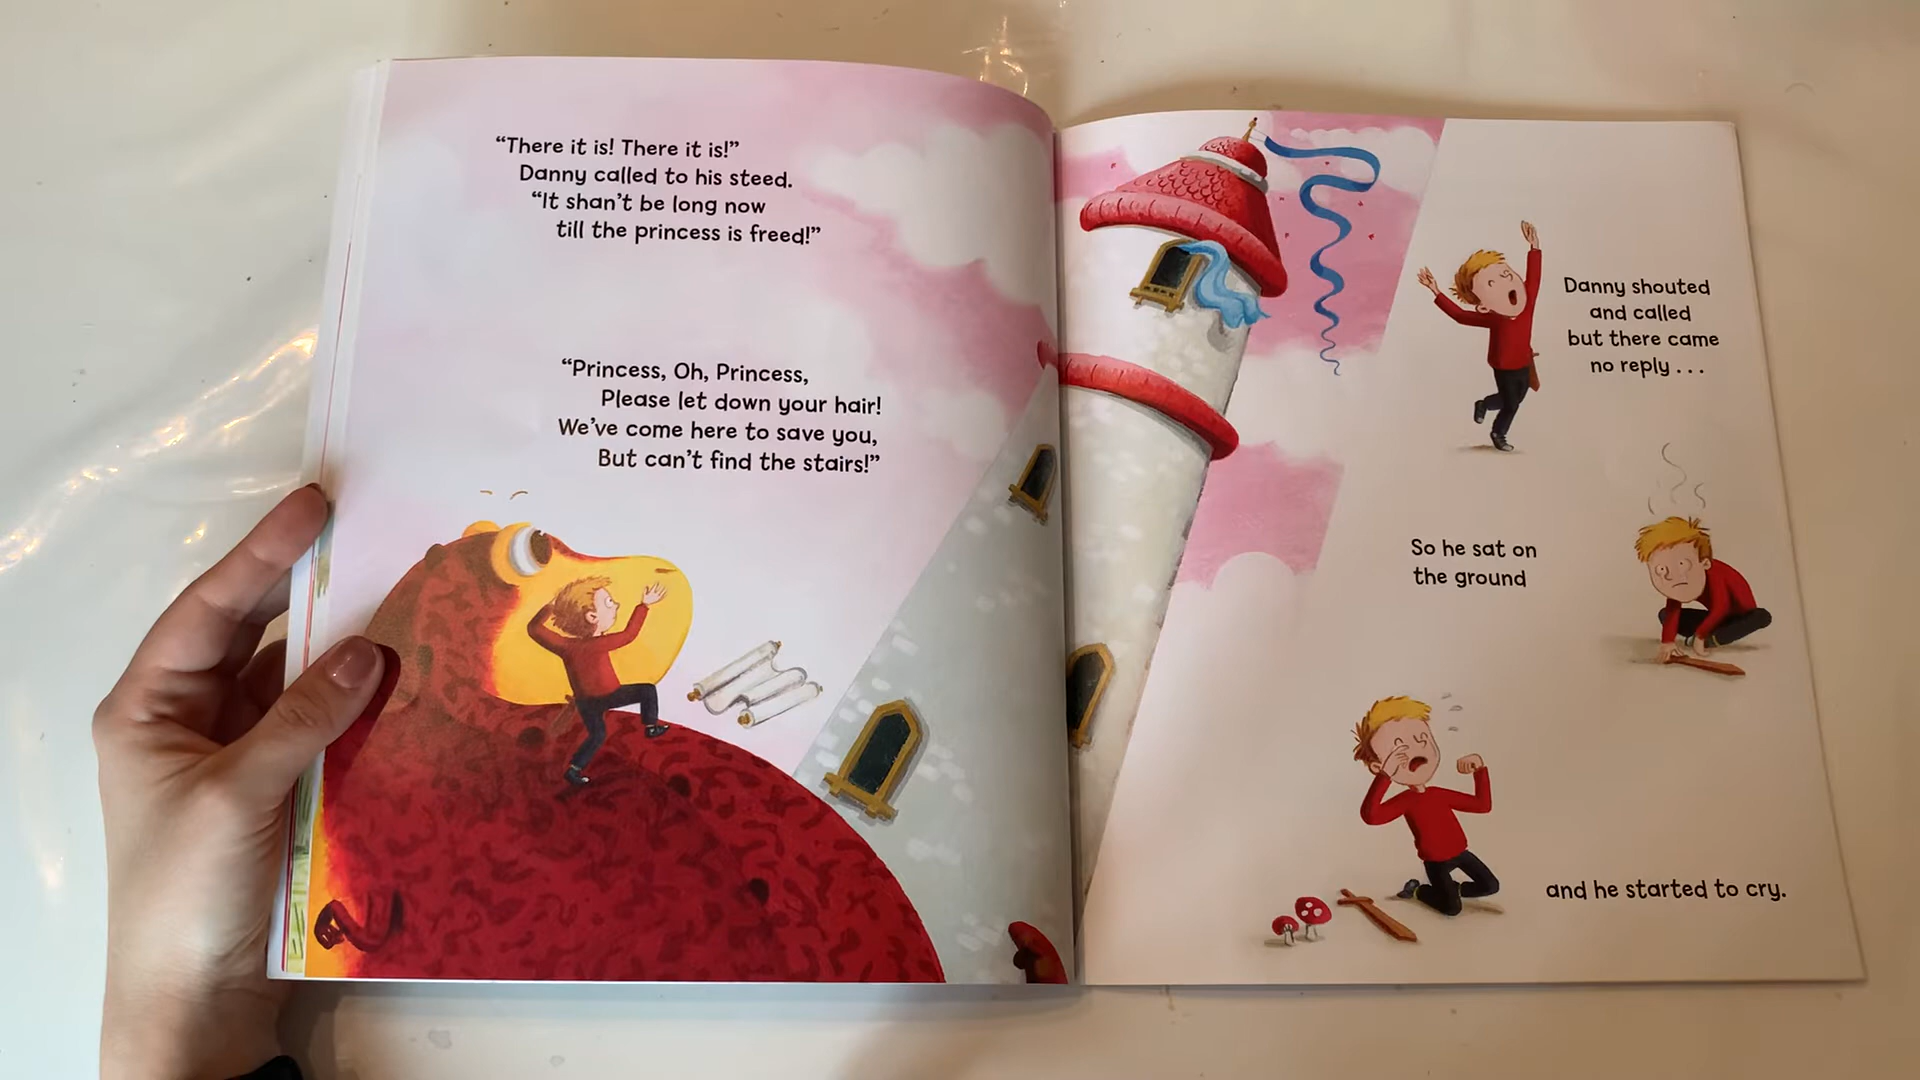 “There it is! There it is!”
Danny called to his steed.
“It shan’t be long now
till the princess is freed!”
“Princess, Oh, Princess,
Please let down your hair!
We’ve come here to save you,
But can’t find the stairs!”
Danny shouted
and called
but there came
no reply . . .
So he sat on
the ground
and he started to cry.